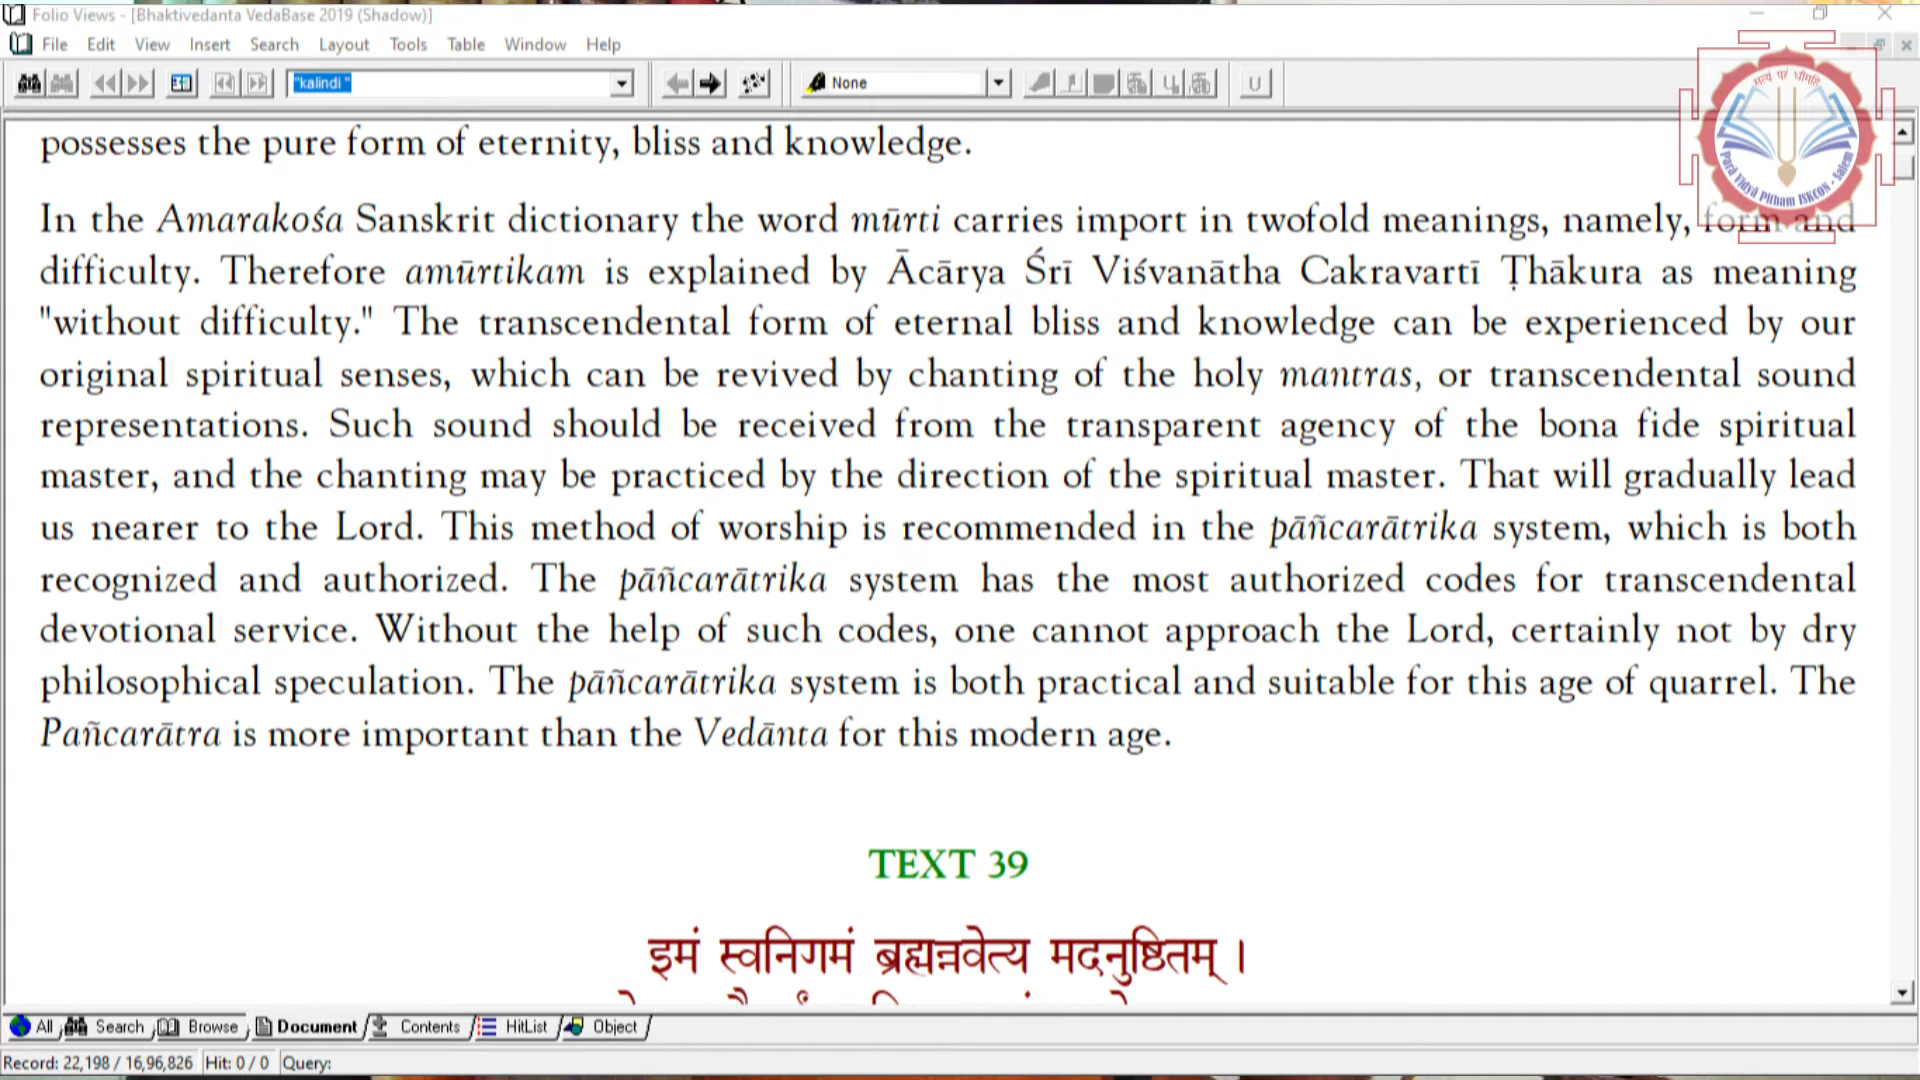 Folio Views - [Bhaktivedanta VedaBase 2019 (Shadow)]
File Edit View Insert Search Layout Tools Table Window Help
"kalindi" None U
possesses the pure form of eternity, bliss and knowledge.
In the Amarakośa Sanskrit dictionary the word mūrti carries import in twofold meanings, namely, form and
difficulty. Therefore amūrtikam is explained by Ācārya Śrī Viśvanātha Cakravartī Ṭhākura as meaning
"without difficulty." The transcendental form of eternal bliss and knowledge can be experienced by our
original spiritual senses, which can be revived by chanting of the holy mantras, or transcendental sound
representations. Such sound should be received from the transparent agency of the bona fide spiritual
master, and the chanting may be practiced by the direction of the spiritual master. That will gradually lead
us nearer to the Lord. This method of worship is recommended in the pāñcarātrika system, which is both
recognized and authorized. The pāñcarātrika system has the most authorized codes for transcendental
devotional service. Without the help of such codes, one cannot approach the Lord, certainly not by dry
philosophical speculation. The pāñcarātrika system is both practical and suitable for this age of quarrel. The
Pañcarātra is more important than the Vedānta for this modern age.
TEXT 39
इमं स्वनिगमं ब्रह्मन्नवेत्य मदनुष्ठितम् ।
All Search Browse Document Contents HitList Object
Record: 22,198 / 16,96,826 Hit: 0 / 0 Query:
सत्यं परं धीमहि
Parā Vidyā Pīṭham ISKCON - Salem